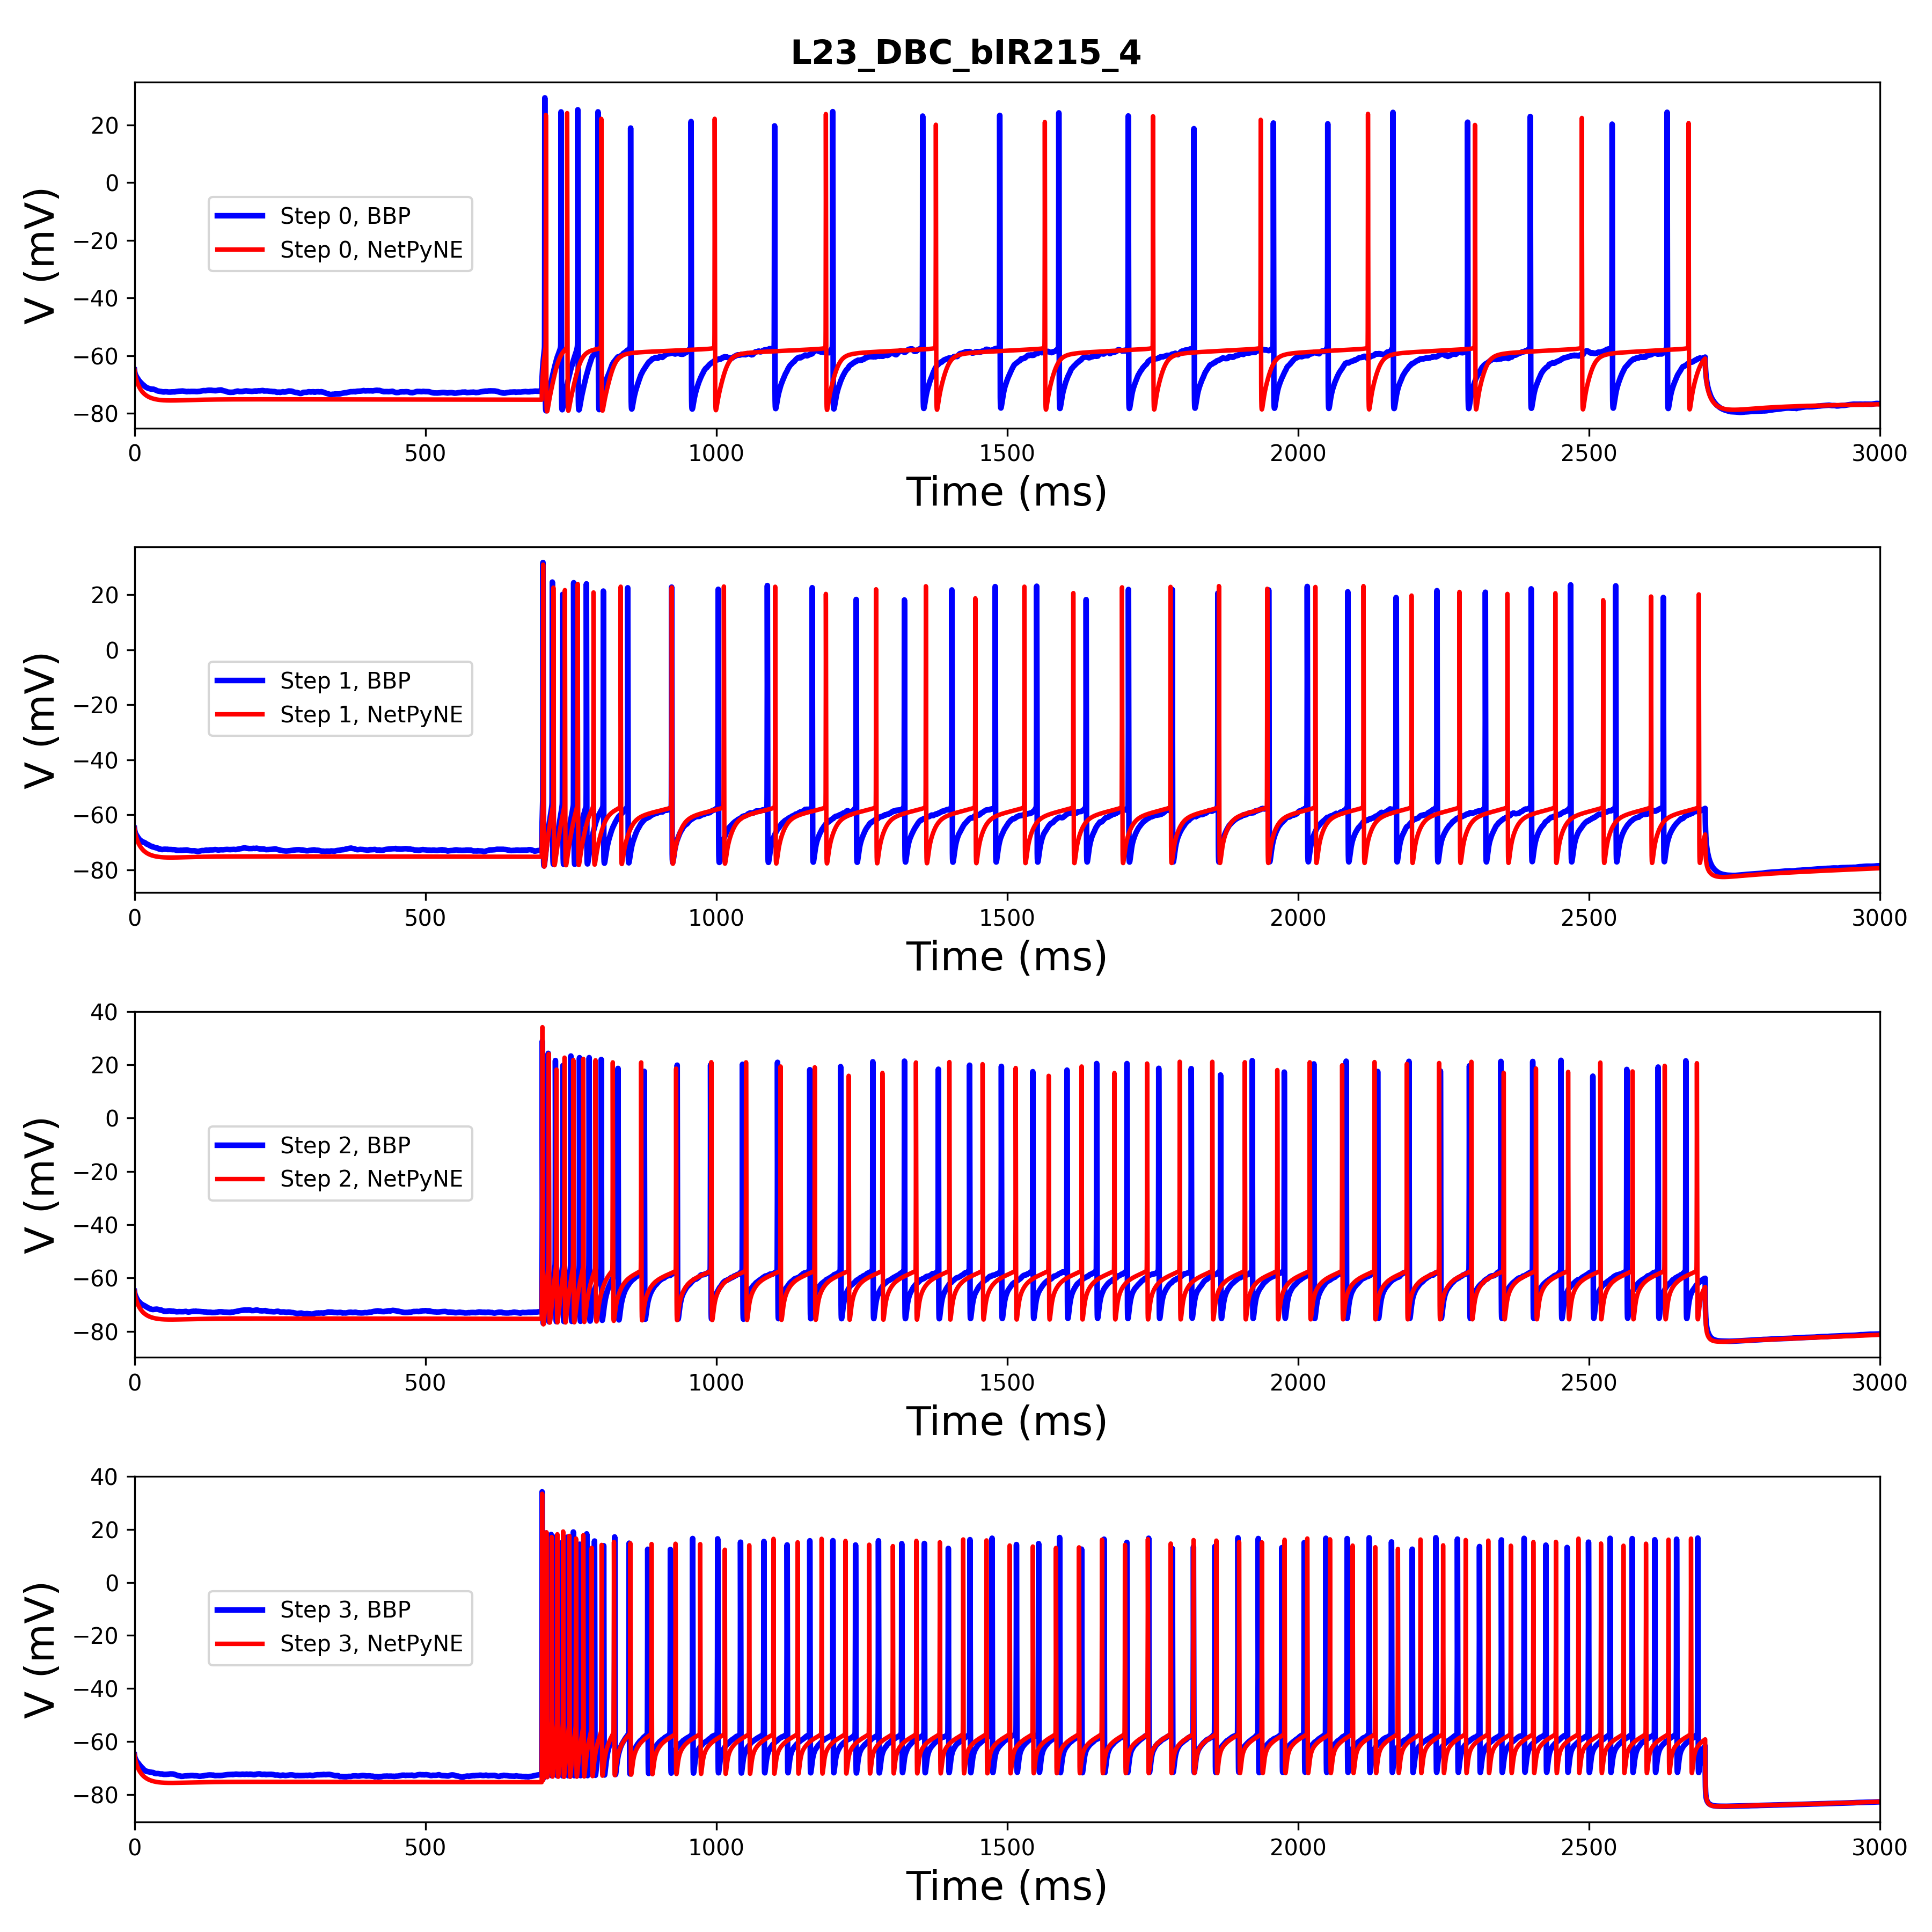 L23_DBC_bIR215_4
20
0
−20
−40
−60
−80
V (mV)
Step 0, BBP
Step 0, NetPyNE
0 500 1000 1500 2000 2500 3000
Time (ms)
20
0
−20
−40
−60
−80
V (mV)
Step 1, BBP
Step 1, NetPyNE
0 500 1000 1500 2000 2500 3000
Time (ms)
40
20
0
−20
−40
−60
−80
V (mV)
Step 2, BBP
Step 2, NetPyNE
0 500 1000 1500 2000 2500 3000
Time (ms)
40
20
0
−20
−40
−60
−80
V (mV)
Step 3, BBP
Step 3, NetPyNE
0 500 1000 1500 2000 2500 3000
Time (ms)